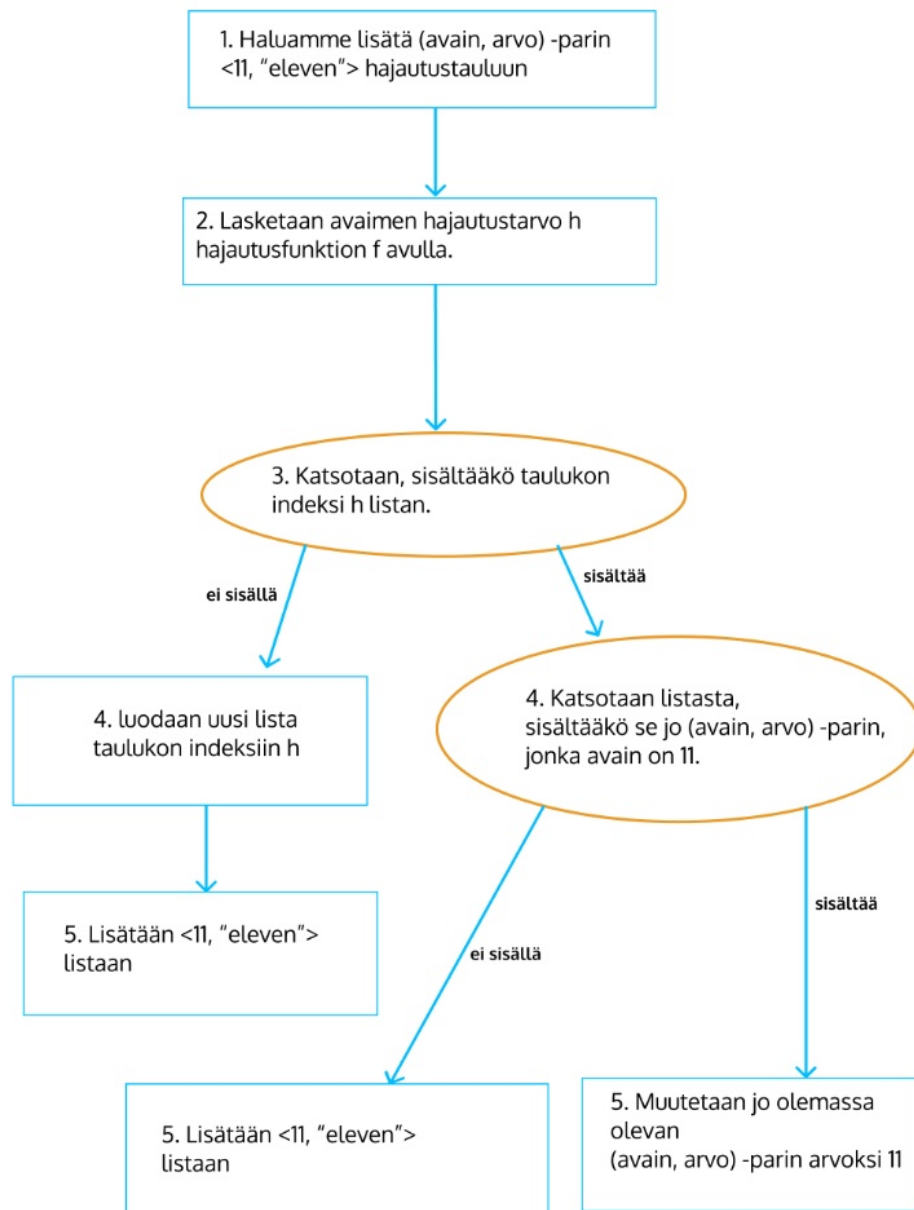 1. Haluamme lisätä (avain, arvo) -parin
<11, “eleven”> hajautustauluun
2. Lasketaan avaimen hajautustarvo h
hajautusfunktion f avulla.
3. Katsotaan, sisältääkö taulukon
indeksi h listan.
ei sisällä
sisältää
4. luodaan uusi lista
taulukon indeksiin h
4. Katsotaan listasta,
sisältääkö se jo (avain, arvo) -parin,
jonka avain on 11.
5. Lisätään <11, “eleven”>
listaan
ei sisällä
sisältää
5. Lisätään <11, “eleven”>
listaan
5. Muutetaan jo olemassa
olevan
(avain, arvo) -parin arvoksi 11